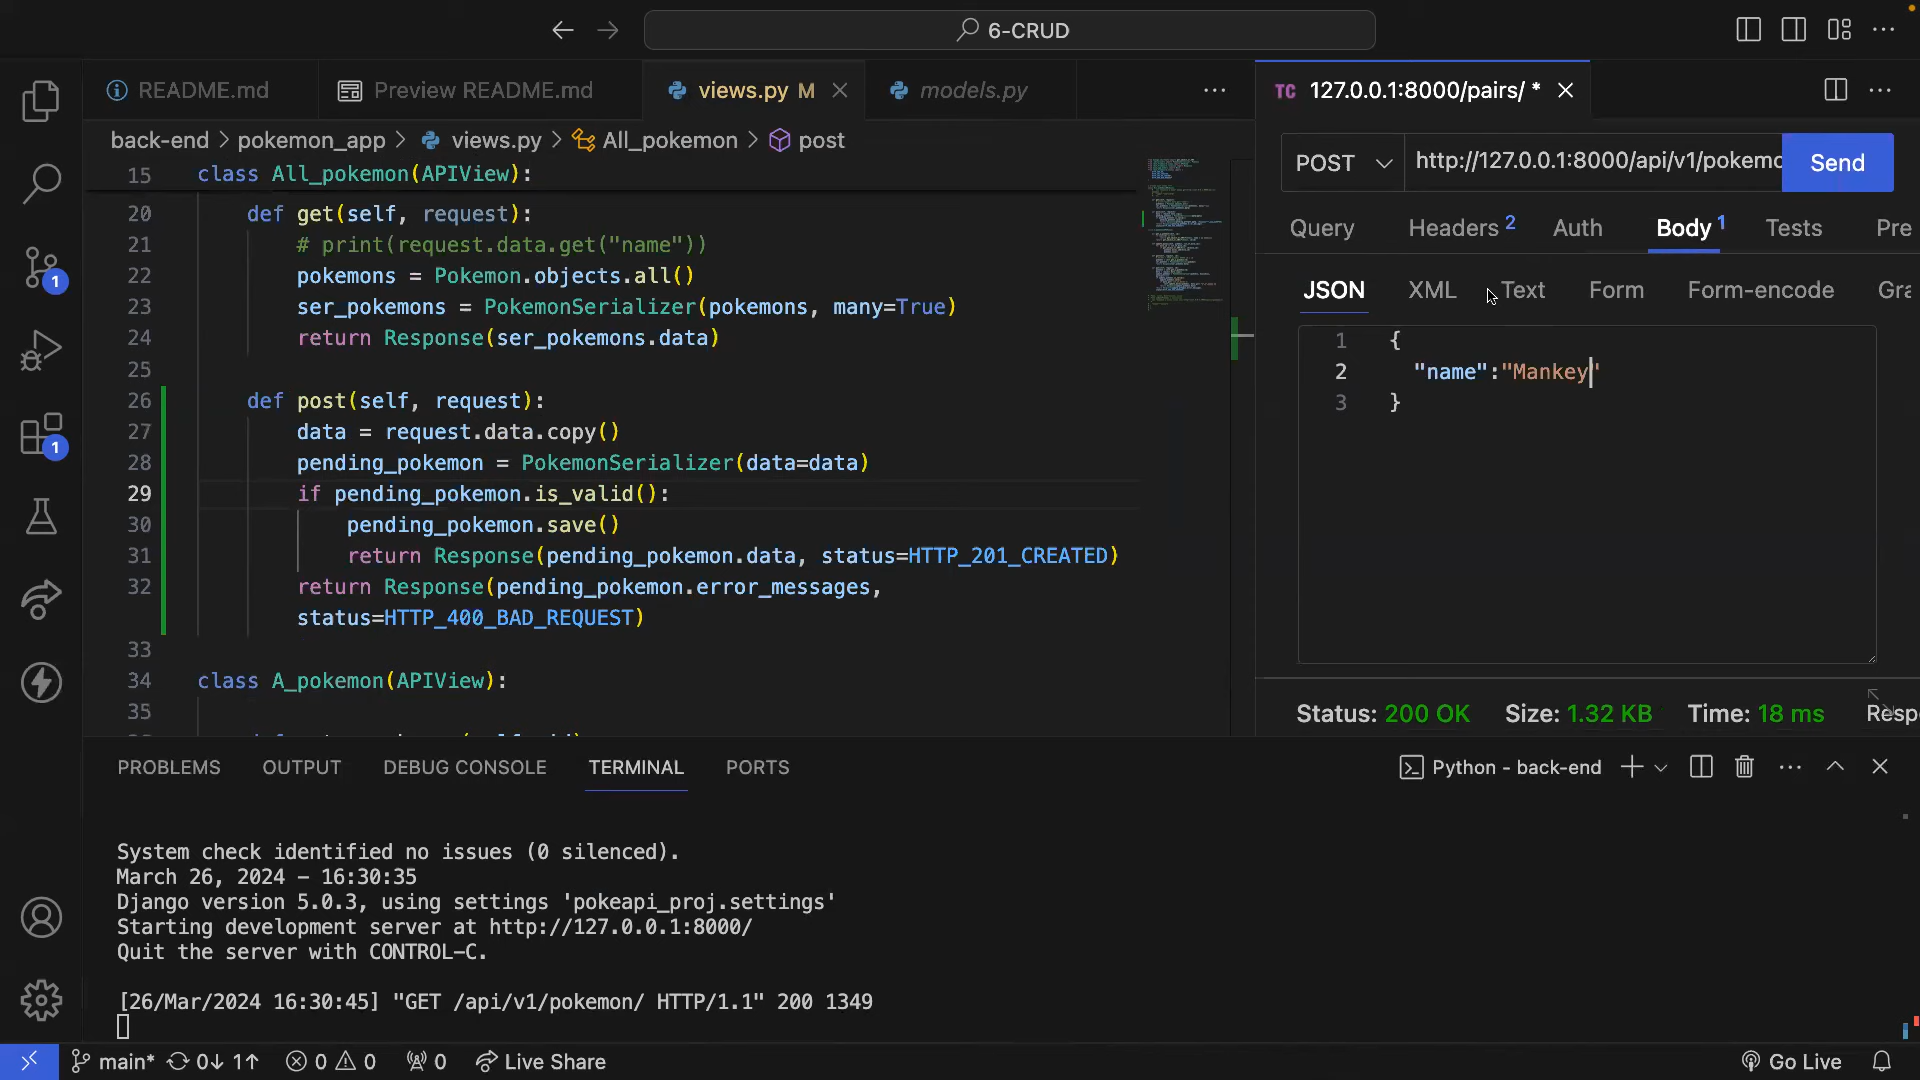 6-CRUD
README.md
Preview README.md
views.py M
models.py
TC 127.0.0.1:8000/pairs/ *
back-end > pokemon_app > views.py > All_pokemon > post
POST http://127.0.0.1:8000/api/v1/pokemo Send
Query Headers 2 Auth Body 1 Tests Pre
JSON XML Text Form Form-encode Gra
1 {
2 "name":"Mankey"
3 }
Status: 200 OK Size: 1.32 KB Time: 18 ms Resp
15 class All_pokemon(APIView):
20 def get(self, request):
21 # print(request.data.get("name"))
22 pokemons = Pokemon.objects.all()
23 ser_pokemons = PokemonSerializer(pokemons, many=True)
24 return Response(ser_pokemons.data)
25
26 def post(self, request):
27 data = request.data.copy()
28 pending_pokemon = PokemonSerializer(data=data)
29 if pending_pokemon.is_valid():
30 pending_pokemon.save()
31 return Response(pending_pokemon.data, status=HTTP_201_CREATED)
32 return Response(pending_pokemon.error_messages,
status=HTTP_400_BAD_REQUEST)
33
34 class A_pokemon(APIView):
35
1
1
PROBLEMS OUTPUT DEBUG CONSOLE TERMINAL PORTS
Python - back-end
System check identified no issues (0 silenced).
March 26, 2024 - 16:30:35
Django version 5.0.3, using settings 'pokeapi_proj.settings'
Starting development server at http://127.0.0.1:8000/
Quit the server with CONTROL-C.
[26/Mar/2024 16:30:45] "GET /api/v1/pokemon/ HTTP/1.1" 200 1349
main* 0↓ 1↑ 0 0 0 Live Share Go Live